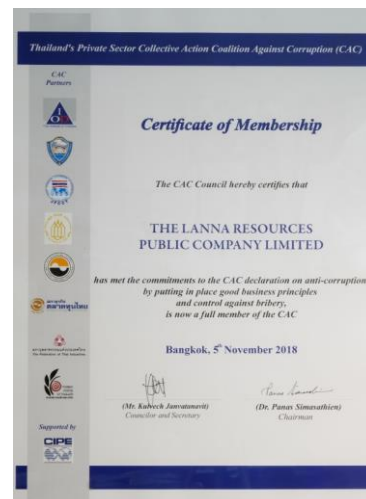 Thailand's Private Sector Collective Action Coalition Against Corruption (CAC)
CAC
Partners
Certificate of Membership
The CAC Council hereby certifies that
THE LANNA RESOURCES
PUBLIC COMPANY LIMITED
has met the commitments to the CAC declaration on anti-corruption
by putting in place good business principles
and control against bribery,
is now a full member of the CAC
Bangkok, 5th November 2018
(Mr. Kulvech Janvatanavit)
Councilor and Secretary
(Dr. Panas Simasathien)
Chairman
Supported by
CIPE